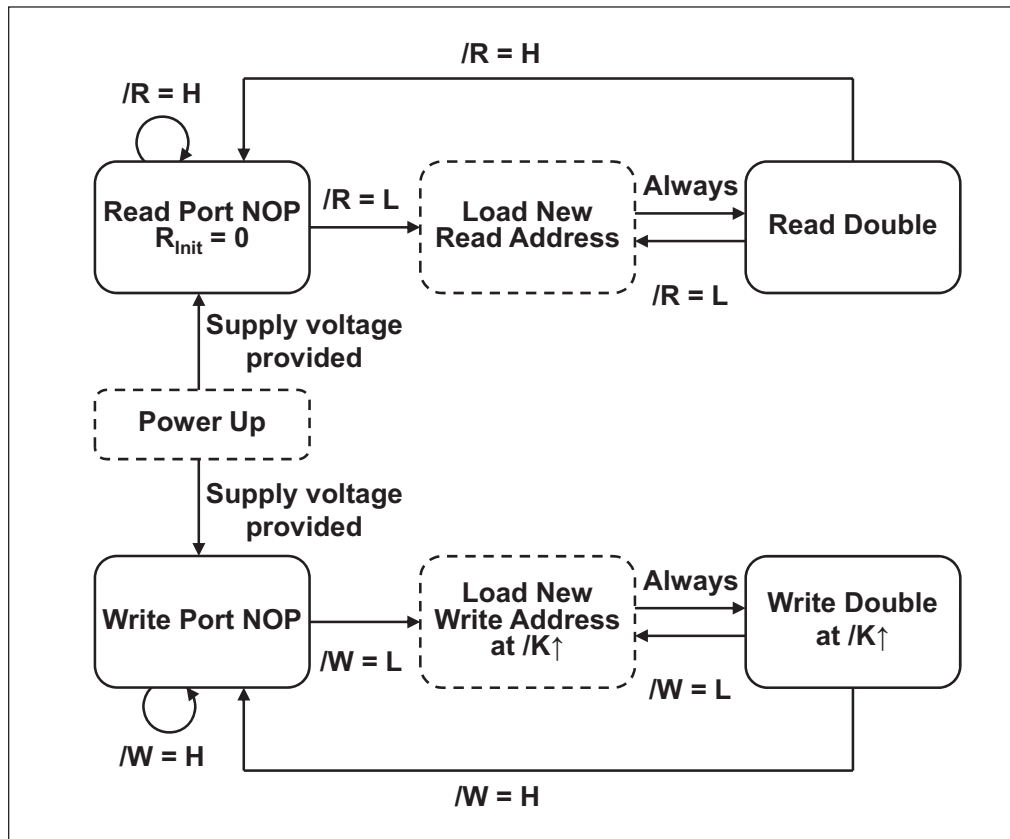 /R = H
/R = H
Read Port NOP
R_Init = 0
/R = L
Load New
Read Address
Always
/R = L
Read Double
Supply voltage
provided
Power Up
Supply voltage
provided
Write Port NOP
/W = L
Load New
Write Address
at /K↑
Always
/W = L
Write Double
at /K↑
/W = H
/W = H